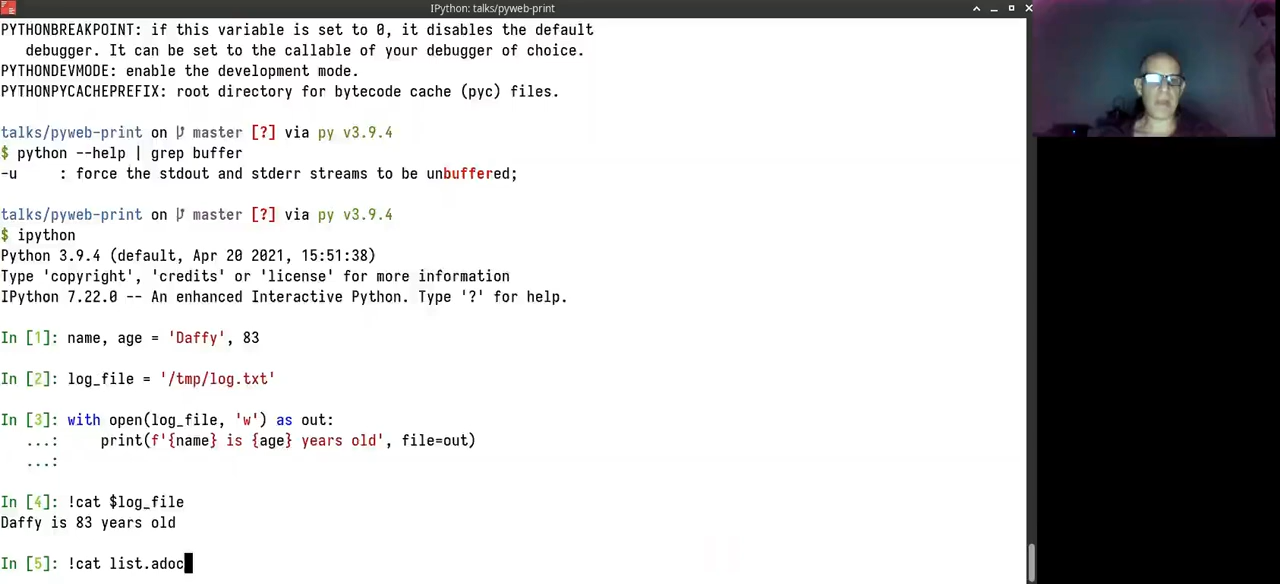 IPython: talks/pyweb-print
PYTHONBREAKPOINT: if this variable is set to 0, it disables the default
debugger. It can be set to the callable of your debugger of choice.
PYTHONDEVMODE: enable the development mode.
PYTHONPYCACHEPREFIX: root directory for bytecode cache (pyc) files.
talks/pyweb-print on master [?] via py v3.9.4
$ python --help | grep buffer
-u     : force the stdout and stderr streams to be unbuffered;
talks/pyweb-print on master [?] via py v3.9.4
$ ipython
Python 3.9.4 (default, Apr 20 2021, 15:51:38)
Type 'copyright', 'credits' or 'license' for more information
IPython 7.22.0 -- An enhanced Interactive Python. Type '?' for help.
In [1]: name, age = 'Daffy', 83
In [2]: log_file = '/tmp/log.txt'
In [3]: with open(log_file, 'w') as out:
...:     print(f'{name} is {age} years old', file=out)
...:
In [4]: !cat $log_file
Daffy is 83 years old
In [5]: !cat list.adoc